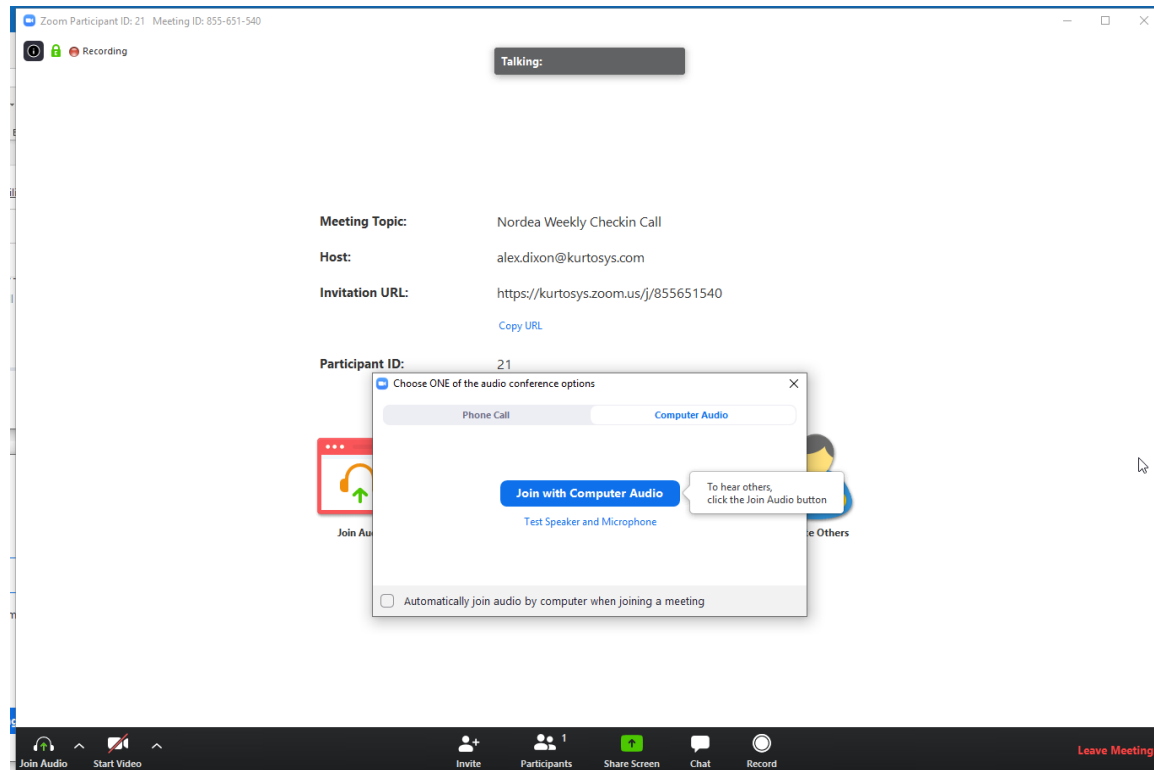 Zoom Participant ID: 21 Meeting ID: 855-651-540
Recording
Talking:
Meeting Topic: Nordea Weekly Checkin Call
Host: alex.dixon@kurtosys.com
Invitation URL: https://kurtosys.zoom.us/j/855651540
Copy URL
Participant ID: 21
Choose ONE of the audio conference options
Phone Call Computer Audio
Join with Computer Audio
To hear others,
click the Join Audio button
Test Speaker and Microphone
Join Au
e Others
Automatically join audio by computer when joining a meeting
1
Join Audio Start Video Invite Participants Share Screen Chat Record Leave Meeting